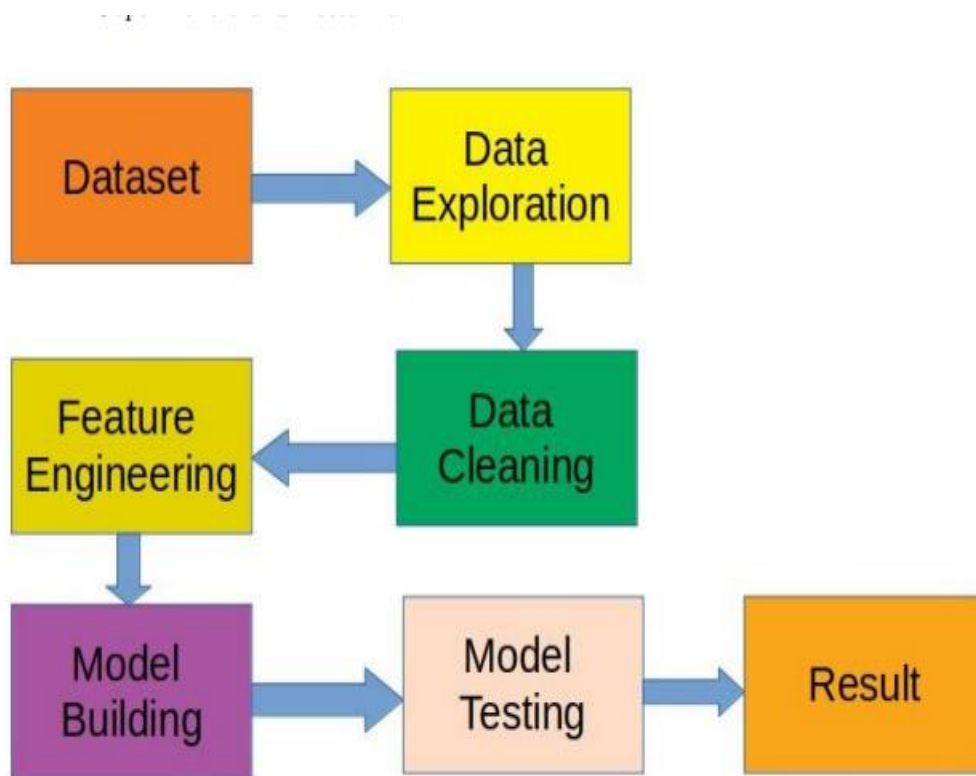 Dataset
Data
Exploration
Data
Cleaning
Feature
Engineering
Model
Building
Model
Testing
Result